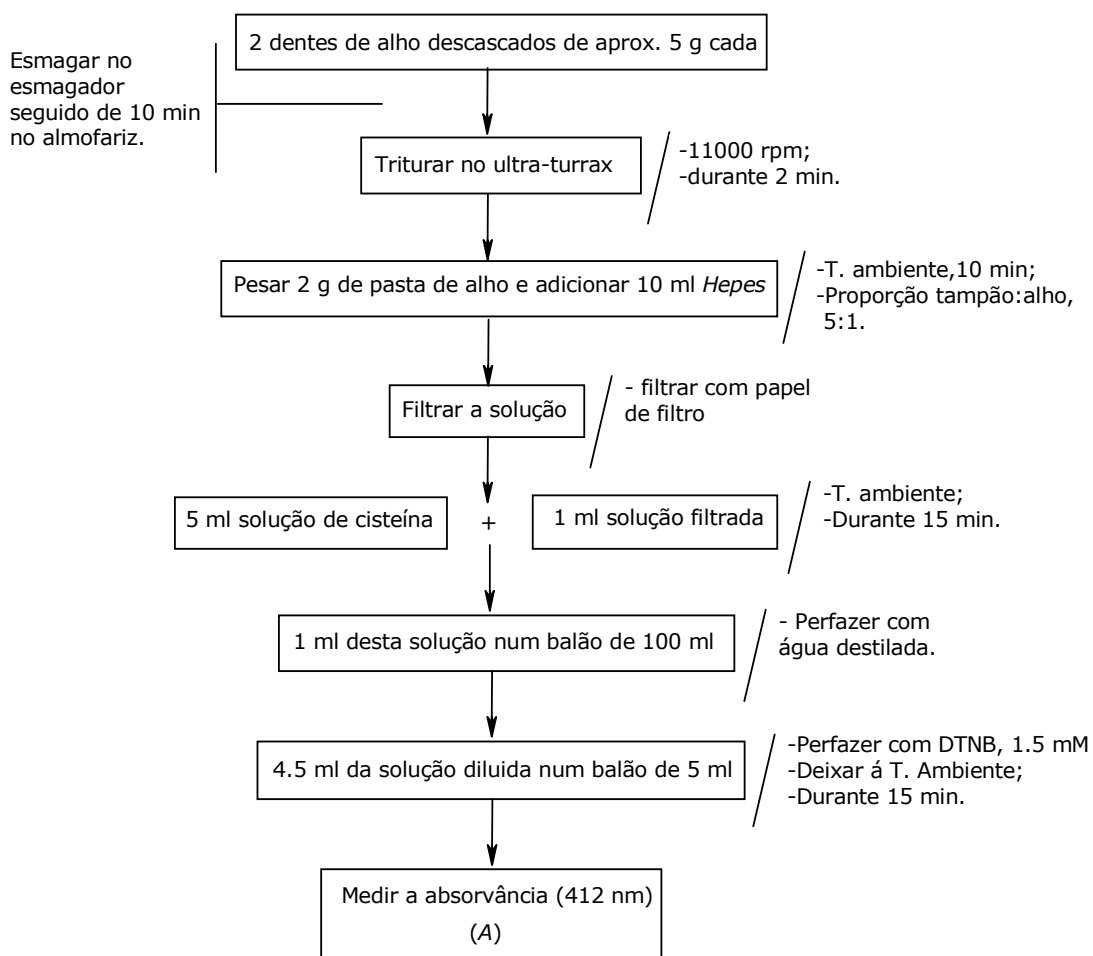 2 dentes de alho descascados de aprox. 5 g cada
Esmagar no
esmagador
seguido de 10 min
no almofariz.
Triturar no ultra-turrax
-11000 rpm;
-durante 2 min.
Pesar 2 g de pasta de alho e adicionar 10 ml Hepes
-T. ambiente,10 min;
-Proporção tampão:alho,
5:1.
Filtrar a solução
- filtrar com papel
de filtro
5 ml solução de cisteína
+
1 ml solução filtrada
-T. ambiente;
-Durante 15 min.
1 ml desta solução num balão de 100 ml
- Perfazer com
água destilada.
4.5 ml da solução diluida num balão de 5 ml
-Perfazer com DTNB, 1.5 mM
-Deixar á T. Ambiente;
-Durante 15 min.
Medir a absorvância (412 nm)
(A)